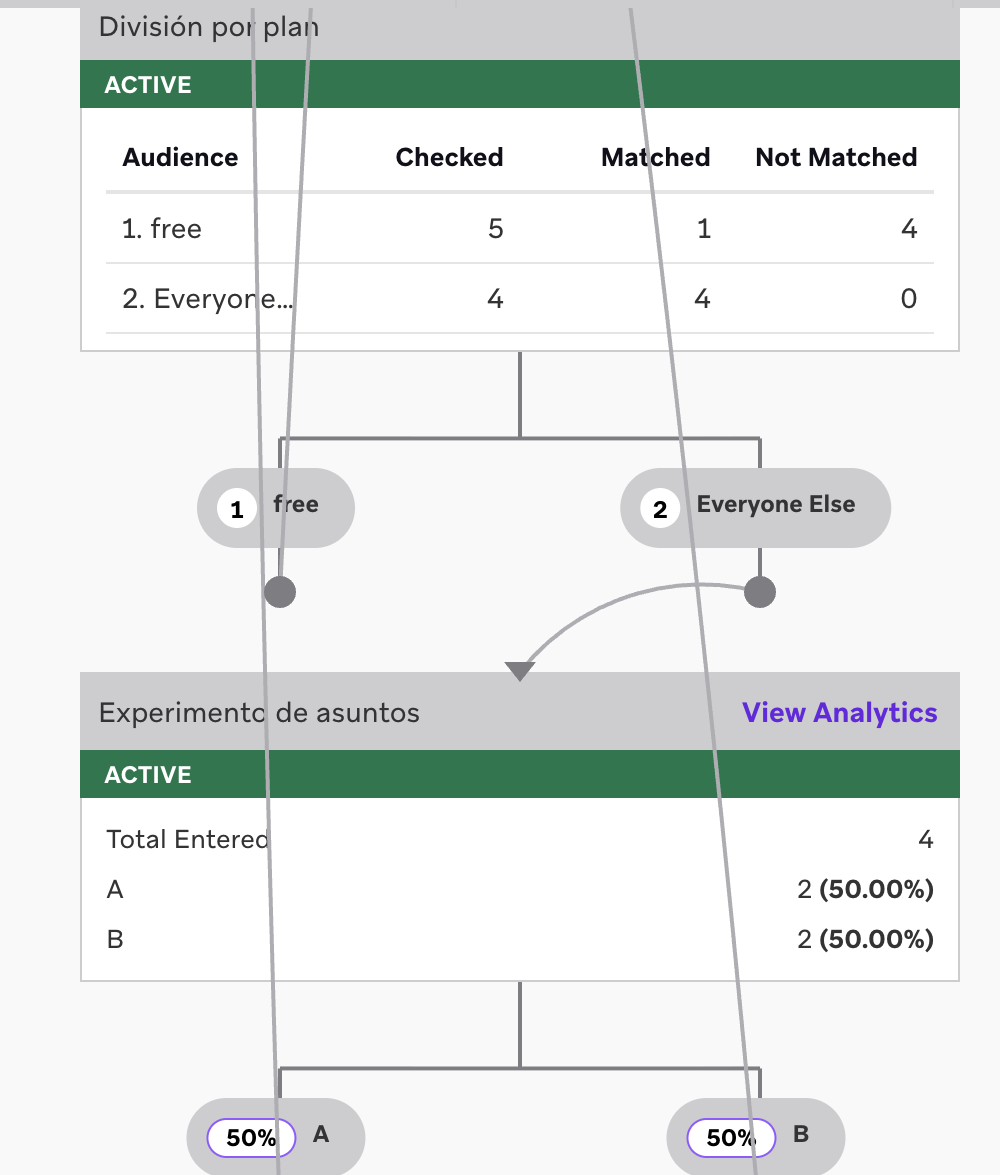 División por plan
ACTIVE
Audience Checked Matched Not Matched
1. free 5 1 4
2. Everyone... 4 4 0
1 free
2 Everyone Else
Experimento de asuntos View Analytics
ACTIVE
Total Entered 4
A 2 (50.00%)
B 2 (50.00%)
50% A
50% B